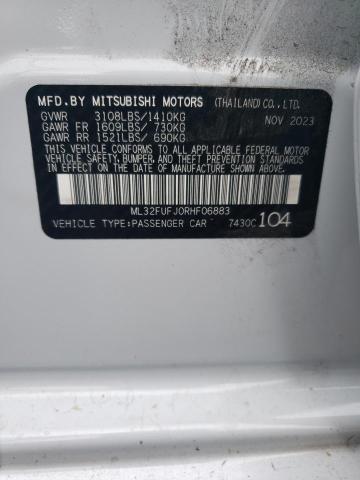 MFD.BY MITSUBISHI MOTORS (THAILAND)CO.,LTD.
GVWR 3108LBS/1410KG NOV 2023
GAWR FR 1609LBS/ 730KG
GAWR RR 1521LBS/ 690KG
THIS VEHICLE CONFORMS TO ALL APPLICABLE FEDERAL MOTOR
VEHICLE SAFETY, BUMPER, AND THEFT PREVENTION STANDARDS
IN EFFECT ON THE DATE OF MANUFACTURE SHOWN ABOVE.
ML32FUFJ0RHF06883
VEHICLE TYPE:PASSENGER CAR 7430C 104